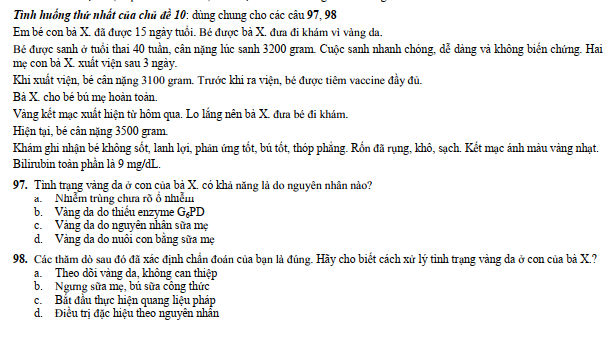 Tình huống thứ nhất của chủ đề 10: dùng chung cho các câu 97, 98
Em bé con bà X. đã được 15 ngày tuổi. Bé được bà X. đưa đi khám vì vàng da.
Bé được sanh ở tuổi thai 40 tuần, cân nặng lúc sanh 3200 gram. Cuộc sanh nhanh chóng, dễ dàng và không biến chứng. Hai
mẹ con bà X. xuất viện sau 3 ngày.
Khi xuất viện, bé cân nặng 3100 gram. Trước khi ra viện, bé được tiêm vaccine đầy đủ.
Bà X. cho bé bú mẹ hoàn toàn.
Vàng kết mạc xuất hiện từ hôm qua. Lo lắng nên bà X. đưa bé đi khám.
Hiện tại, bé cân nặng 3500 gram.
Khám ghi nhận bé không sốt, lanh lợi, phản ứng tốt, bú tốt, thóp phẳng. Rốn đã rụng, khô, sạch. Kết mạc ánh màu vàng nhạt.
Bilirubin toàn phần là 9 mg/dL.
97. Tình trạng vàng da ở con của bà X. có khả năng là do nguyên nhân nào?
a. Nhiễm trùng chưa rõ ổ nhiễm
b. Vàng da do thiếu enzyme G₆PD
c. Vàng da do nguyên nhân sữa mẹ
d. Vàng da do nuôi con bằng sữa mẹ
98. Các thăm dò sau đó đã xác định chẩn đoán của bạn là đúng. Hãy cho biết cách xử lý tình trạng vàng da ở con của bà X.?
a. Theo dõi vàng da, không can thiệp
b. Ngưng sữa mẹ, bú sữa công thức
c. Bắt đầu thực hiện quang liệu pháp
d. Điều trị đặc hiệu theo nguyên nhân